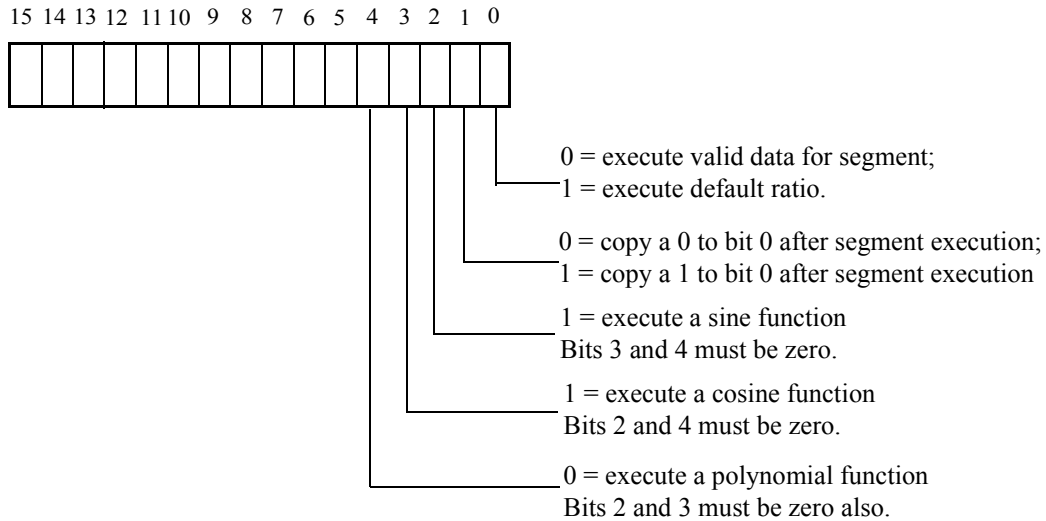 15 14 13 12 11 10 9 8 7 6 5 4 3 2 1 0
0 = execute valid data for segment;
1 = execute default ratio.
0 = copy a 0 to bit 0 after segment execution;
1 = copy a 1 to bit 0 after segment execution
1 = execute a sine function
Bits 3 and 4 must be zero.
1 = execute a cosine function
Bits 2 and 4 must be zero.
0 = execute a polynomial function
Bits 2 and 3 must be zero also.